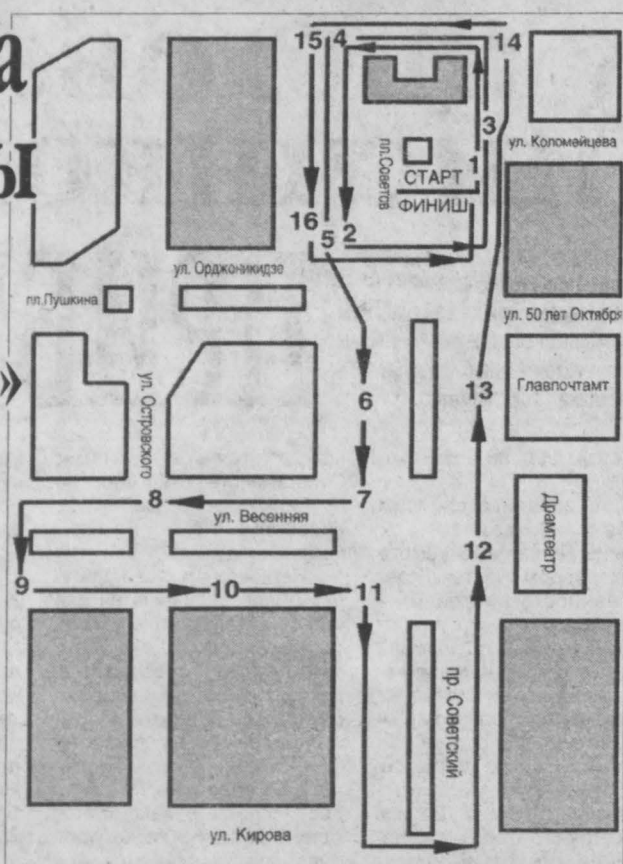 а
ы
»
15 4 14
3
ул. Коломейцева
пл.Советов
1
СТАРТ
ФИНИШ
16
5 2
ул. Орджоникидзе
пл.Пушкина
ул. 50 лет Октября
ул. Островского
6
13
Главпочтамт
8
7
ул. Весенняя
Драмтеатр
12
9
10
11
пр. Советский
ул. Кирова